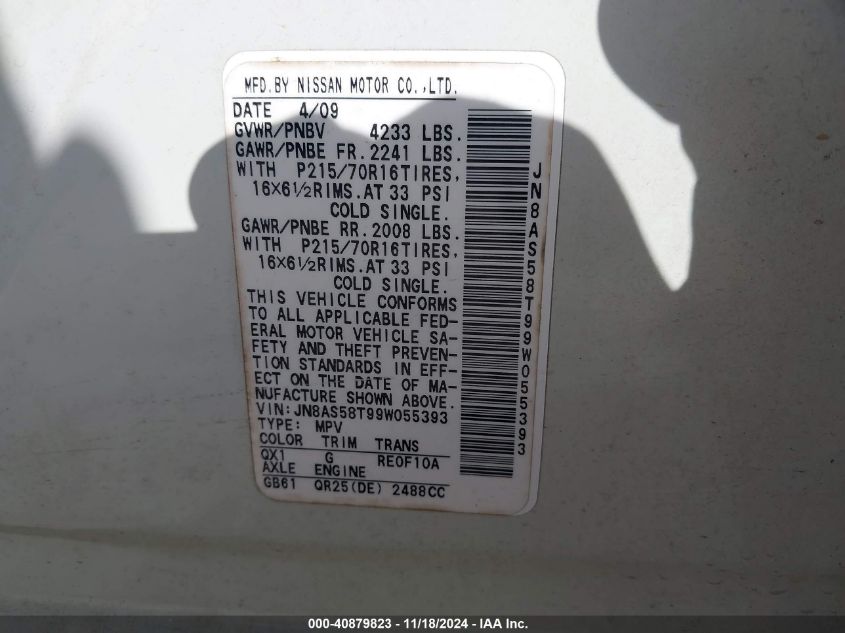 MFD.BY NISSAN MOTOR CO.,LTD.
DATE 4/09
GVWR/PNBV 4233 LBS.
GAWR/PNBE FR.2241 LBS.
WITH P215/70R16TIRES,
16×6½RIMS.AT 33 PSI
COLD SINGLE.
GAWR/PNBE RR.2008 LBS.
WITH P215/70R16TIRES,
16×6½RIMS.AT 33 PSI
COLD SINGLE.
THIS VEHICLE CONFORMS
TO ALL APPLICABLE FED-
ERAL MOTOR VEHICLE SA-
FETY AND THEFT PREVEN-
TION STANDARDS IN EFF-
ECT ON THE DATE OF MA-
NUFACTURE SHOWN ABOVE.
VIN:JN8AS58T99W055393
TYPE: MPV
COLOR TRIM TRANS
QX1 G RE0F10A
AXLE ENGINE
GB61 QR25(DE) 2488CC
JN8AS58T99W055393
000-40879823 - 11/18/2024 - IAA Inc.